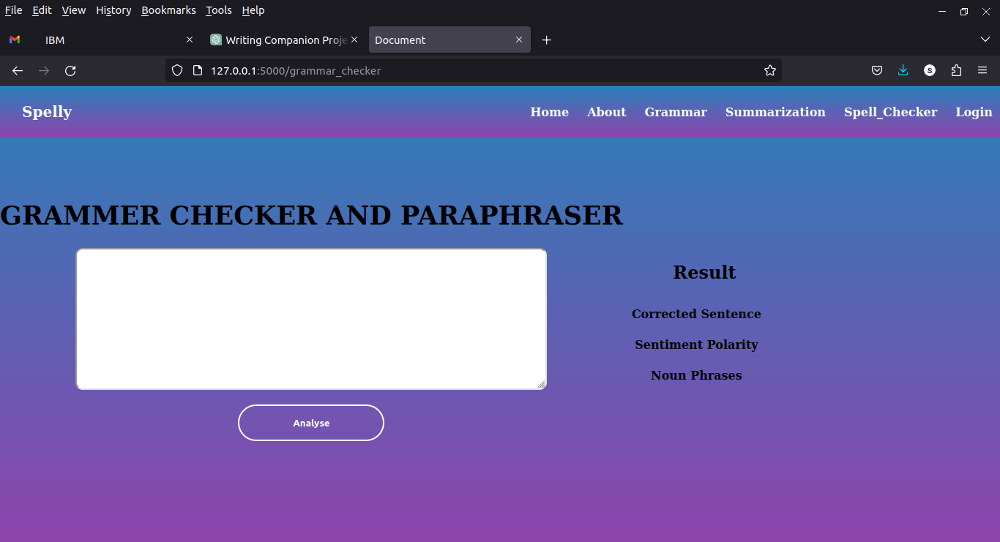 File Edit View History Bookmarks Tools Help
IBM Writing Companion Proje Document
127.0.0.1:5000/grammar_checker S
Spelly Home About Grammar Summarization Spell_Checker Login
GRAMMER CHECKER AND PARAPHRASER
Result
Corrected Sentence
Sentiment Polarity
Noun Phrases
Analyse